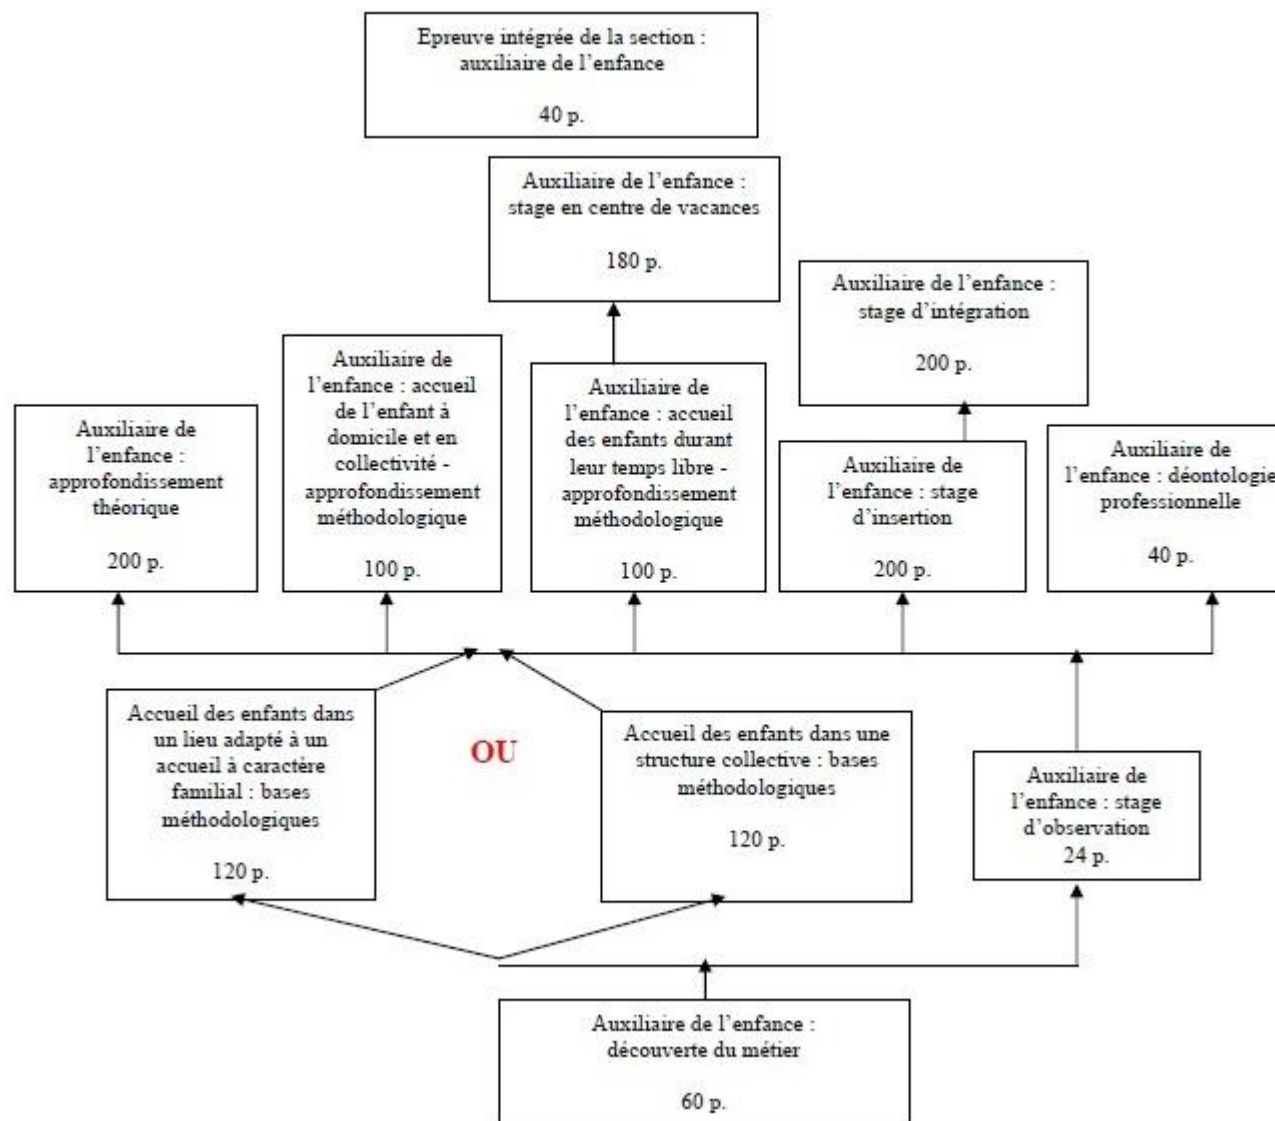 Epreuve intégrée de la section :
auxiliaire de l’enfance
40 p.
Auxiliaire de l’enfance :
stage en centre de vacances
180 p.
Auxiliaire de l’enfance :
stage d’intégration
200 p.
Auxiliaire de
l’enfance :
approfondissement
théorique
200 p.
Auxiliaire de
l’enfance : accueil
de l’enfant à
domicile et en
collectivité -
approfondissement
méthodologique
100 p.
Auxiliaire de
l’enfance : accueil
des enfants durant
leur temps libre -
approfondissement
méthodologique
100 p.
Auxiliaire de
l’enfance : stage
d’insertion
200 p.
Auxiliaire de
l’enfance : déontologie
professionnelle
40 p.
Accueil des enfants dans
un lieu adapté à un
accueil à caractère
familial : bases
méthodologiques
120 p.
OU
Accueil des enfants dans une
structure collective : bases
méthodologiques
120 p.
Auxiliaire de
l’enfance : stage
d’observation
24 p.
Auxiliaire de l’enfance :
découverte du métier
60 p.